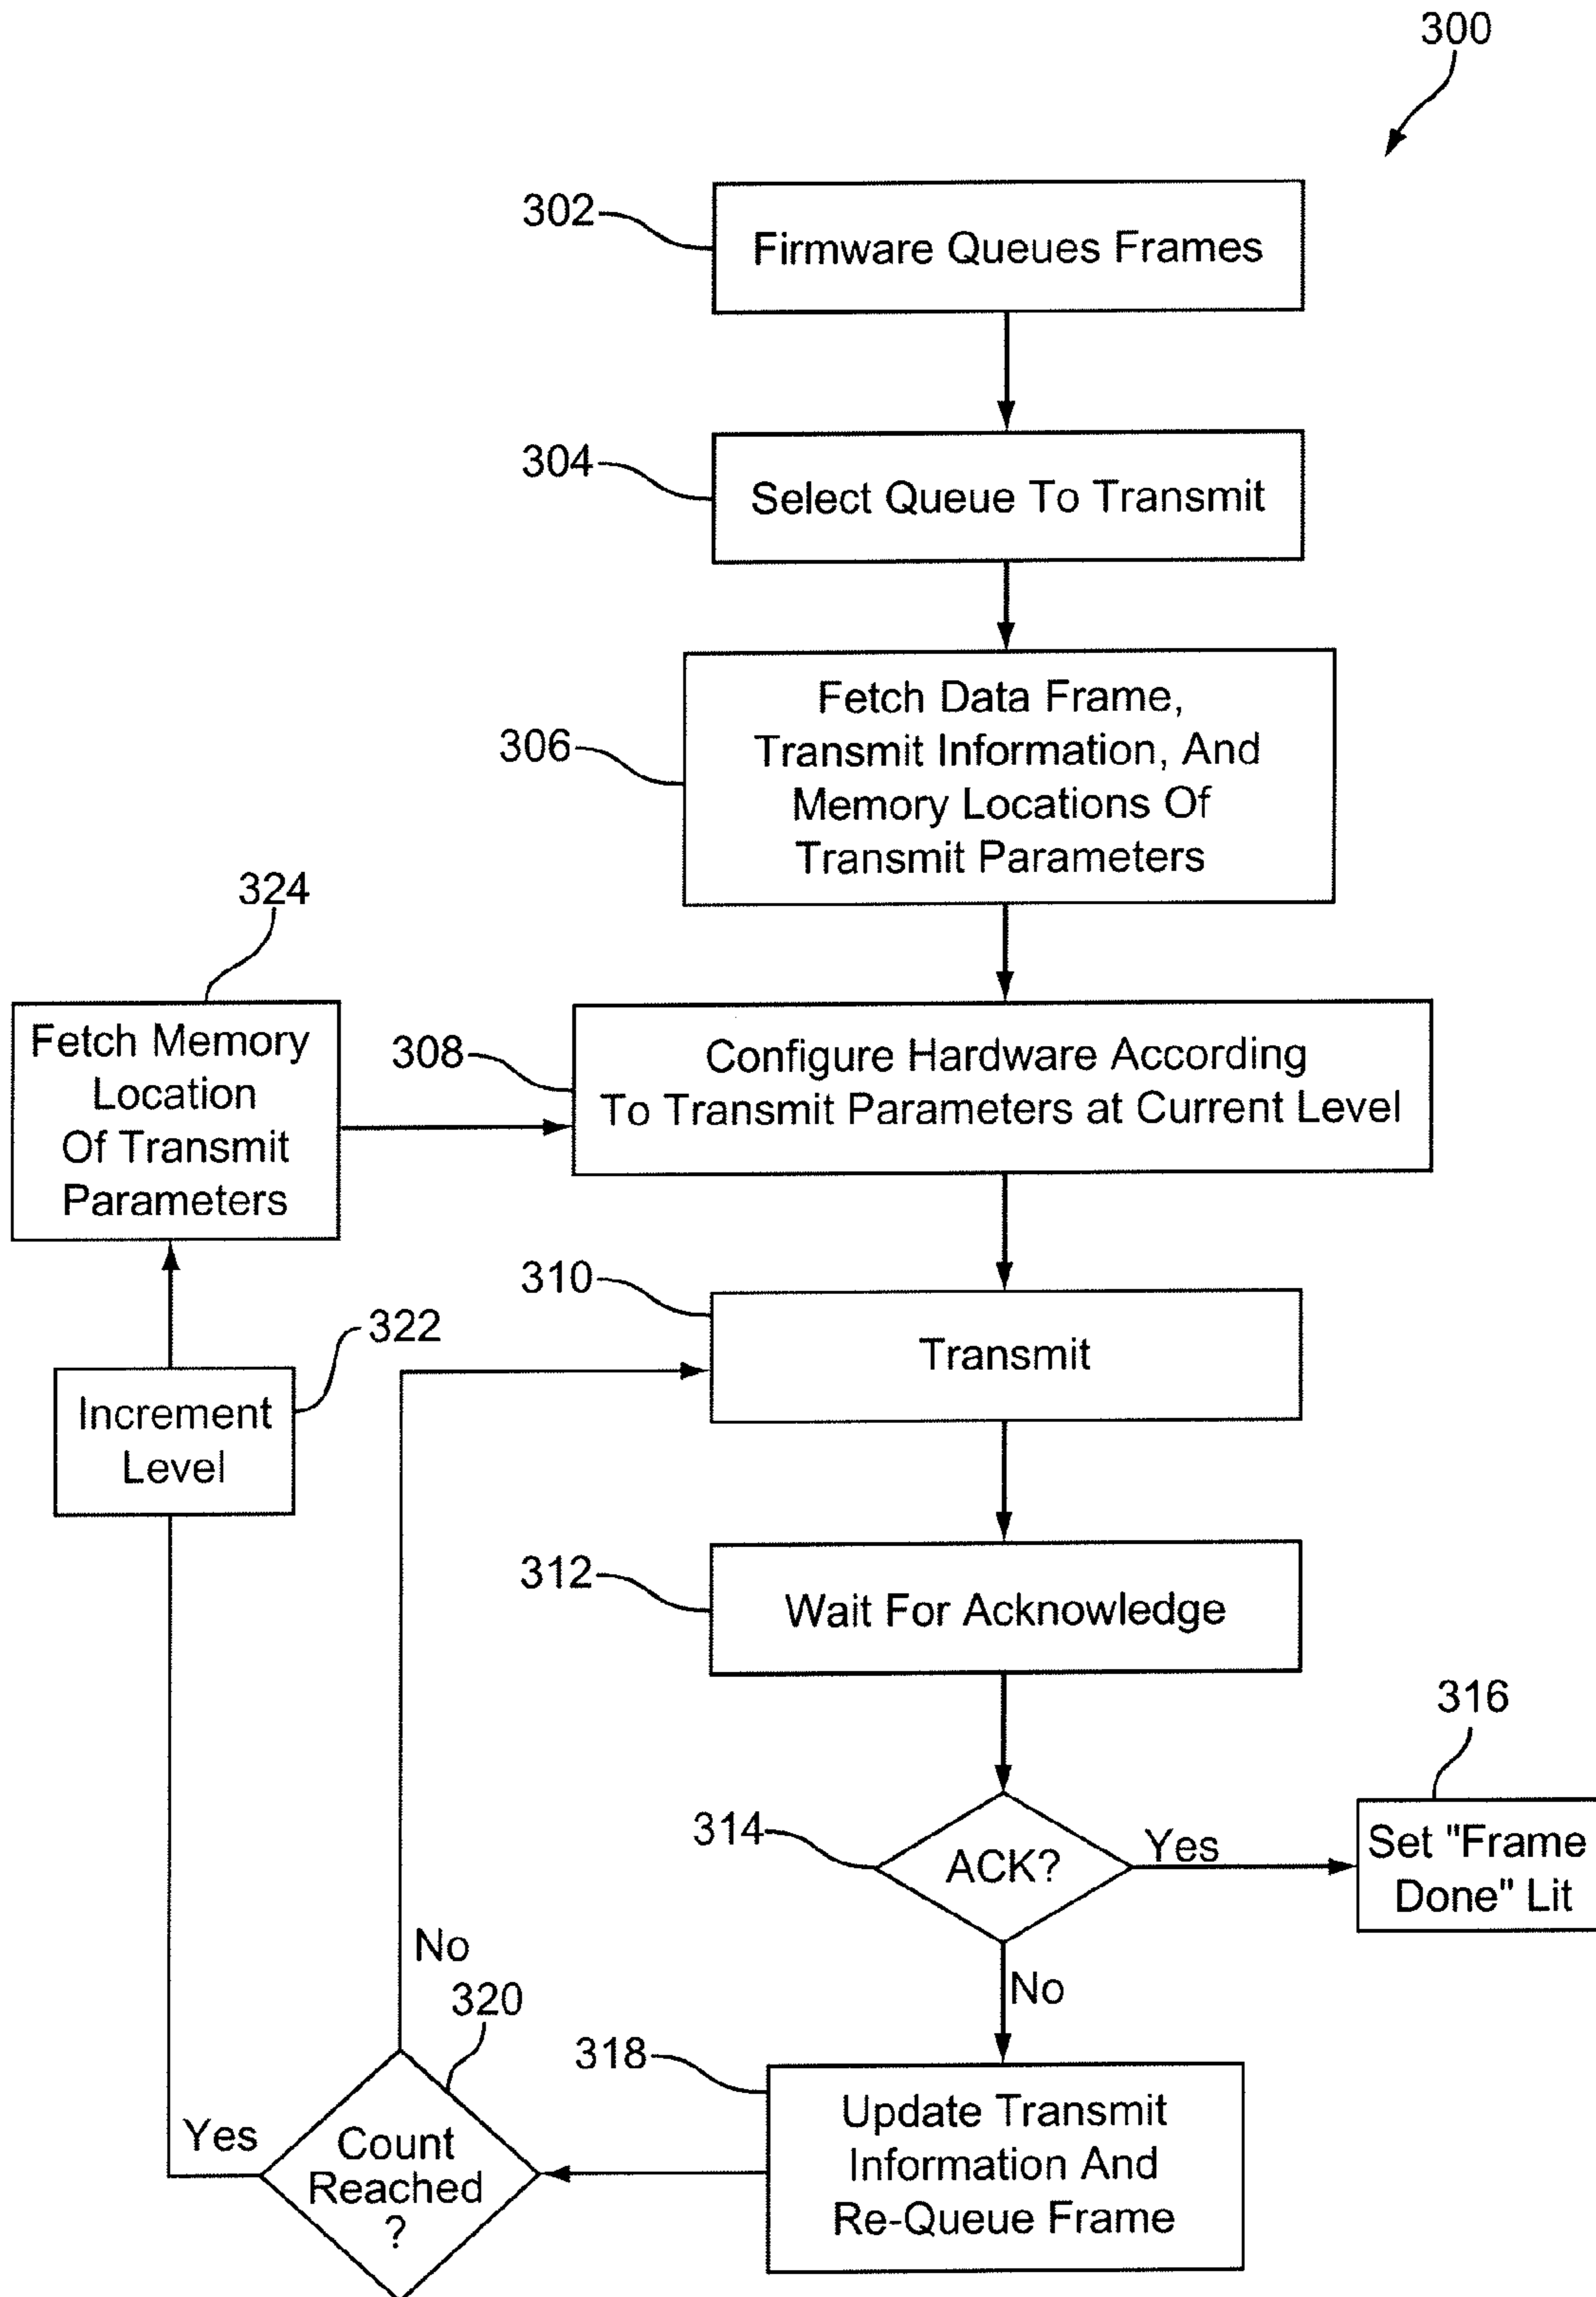 300
302
Firmware Queues Frames
304
Select Queue To Transmit
306
Fetch Data Frame,
Transmit Information, And
Memory Locations Of
Transmit Parameters
324
Fetch Memory
Location
Of Transmit
Parameters
308
Configure Hardware According
To Transmit Parameters at Current Level
310
Transmit
322
Increment
Level
312
Wait For Acknowledge
314
ACK?
Yes
316
Set "Frame
Done" Lit
No
318
Update Transmit
Information And
Re-Queue Frame
320
Count
Reached
?
No
Yes